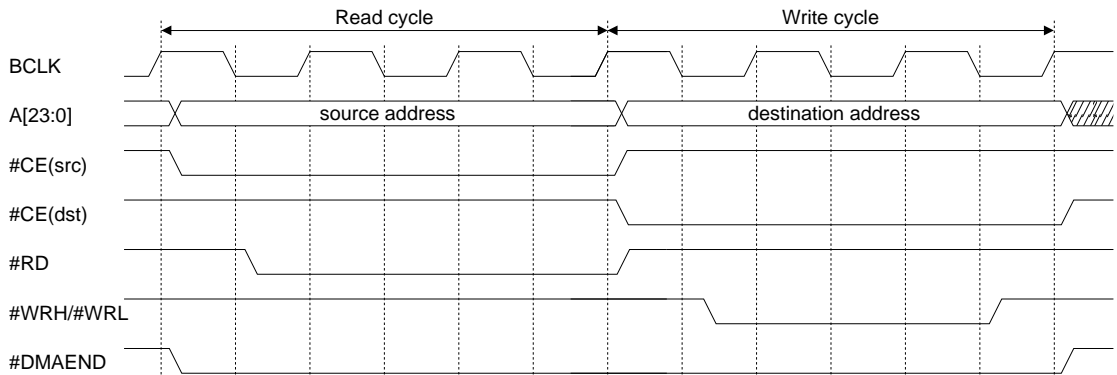 Read cycle Write cycle
BCLK
A[23:0] source address destination address
#CE(src)
#CE(dst)
#RD
#WRH/#WRL
#DMAEND